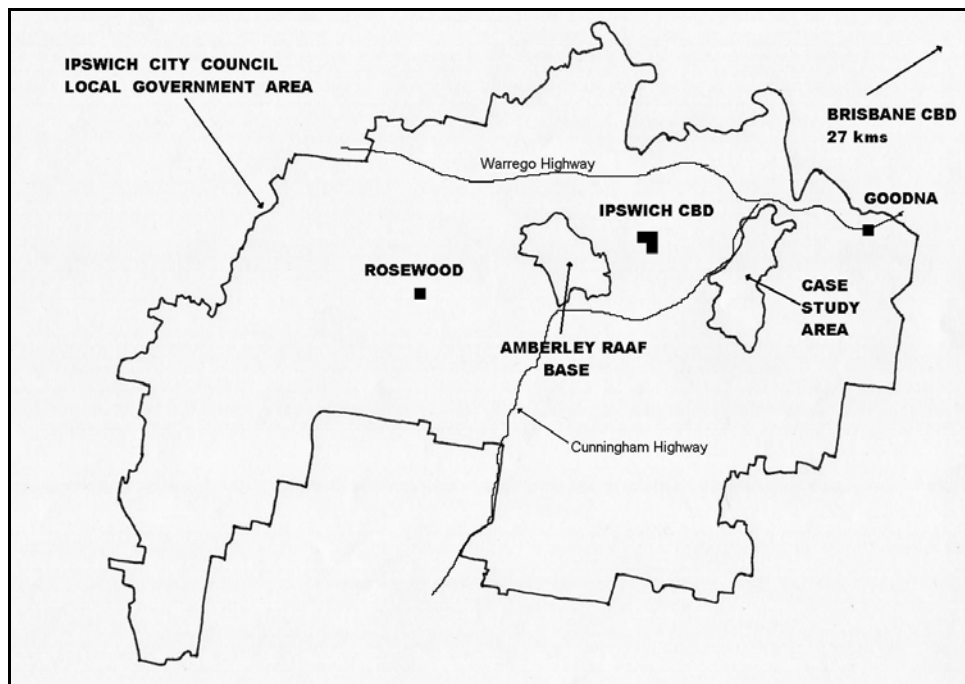 IPSWICH CITY COUNCIL
LOCAL GOVERNMENT AREA
BRISBANE CBD
27 kms
Warrego Highway
GOODNA
IPSWICH CBD
ROSEWOOD
CASE
STUDY
AREA
AMBERLEY RAAF
BASE
Cunningham Highway